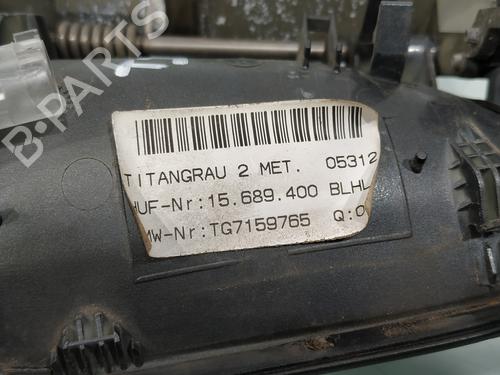 B-PARTS
TITANGRAU 2 MET. 05312
HUF-Nr:15.689.400 BLHL
MW-Nr:TG7159765 Q:0